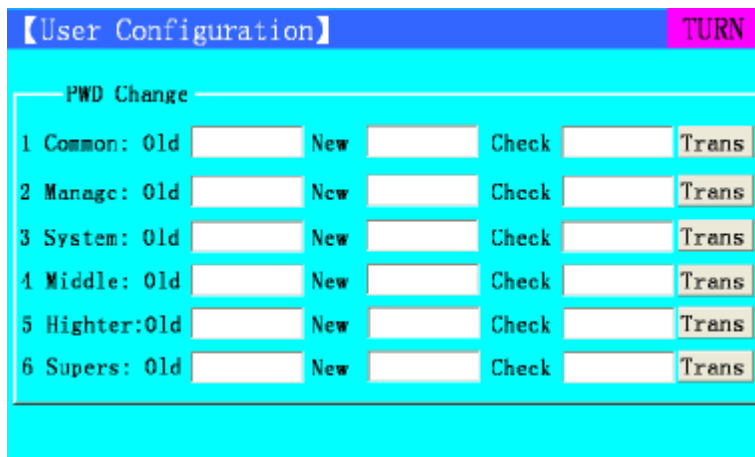 【User Configuration】 TURN
PWD Change
1 Common: Old New Check Trans
2 Manage: Old New Check Trans
3 System: Old New Check Trans
4 Middle: Old New Check Trans
5 Highter:Old New Check Trans
6 Supers: Old New Check Trans